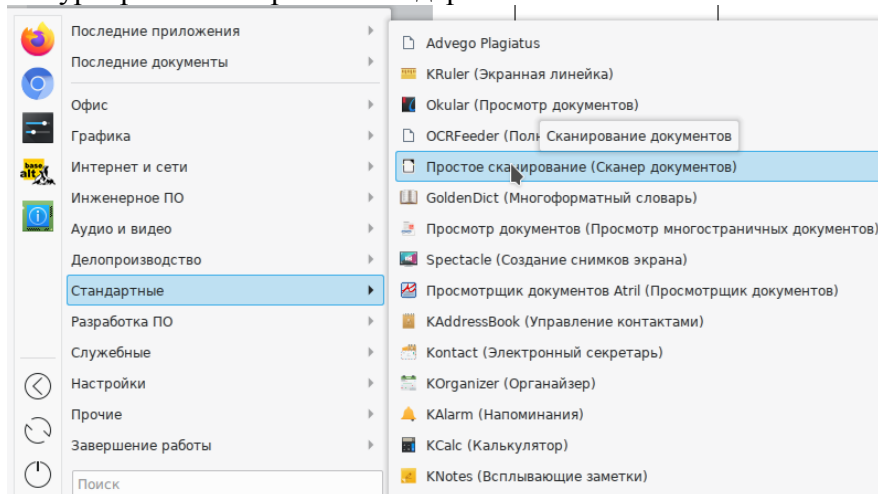 Последние приложения
Последние документы
Офис
Графика
Интернет и сети
Инженерное ПО
Аудио и видео
Делопроизводство
Стандартные
Разработка ПО
Служебные
Настройки
Прочие
Завершение работы
Поиск
base
alt
Advego Plagiatus
KRuler (Экранная линейка)
Okular (Просмотр документов)
OCRFeeder (Полн
Сканирование документов
Простое сканирование (Сканер документов)
GoldenDict (Многоформатный словарь)
Просмотр документов (Просмотр многостраничных документов)
Spectacle (Создание снимков экрана)
Просмотрщик документов Atril (Просмотрщик документов)
KAddressBook (Управление контактами)
Kontact (Электронный секретарь)
KOrganizer (Органайзер)
KAlarm (Напоминания)
KCalc (Калькулятор)
KNotes (Всплывающие заметки)